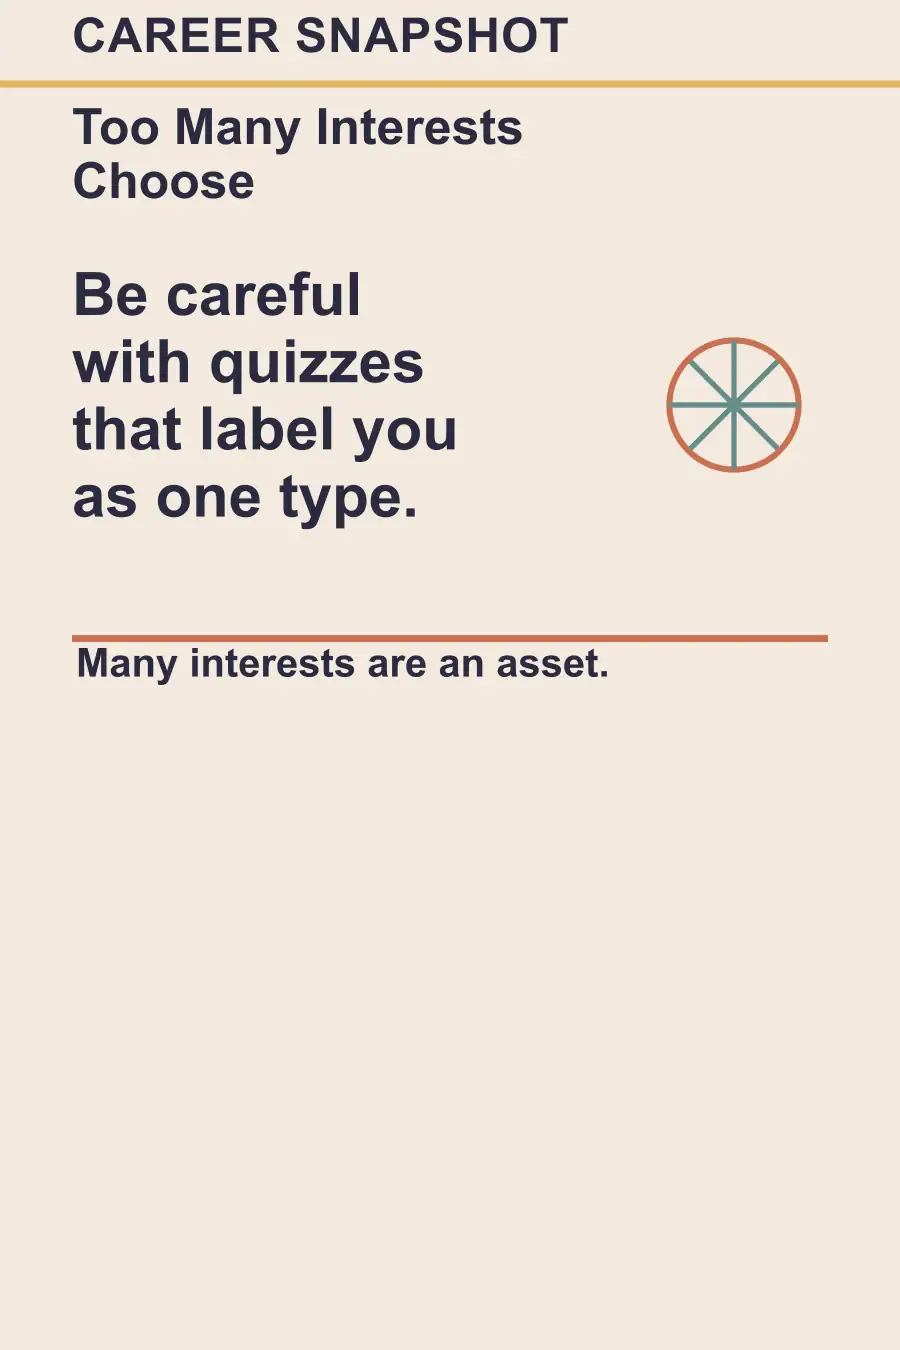 CAREER SNAPSHOT
Too Many Interests
Choose
Be careful
with quizzes
that label you
as one type.
Many interests are an asset.